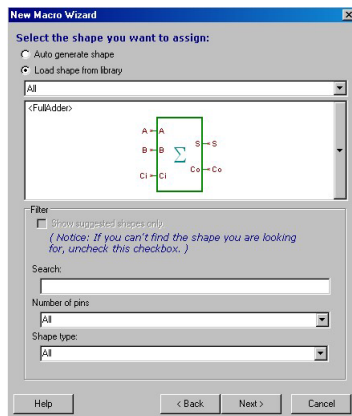 New Macro Wizard
Select the shape you want to assign:
Auto generate shape
Load shape from library
All
<FullAdder>
A A
B B S S
Σ
Ci Ci Co Co
Filter
Show suggested shapes only.
( Notice: If you can't find the shape you are looking
for, uncheck this checkbox. )
Search:
Number of pins
All
Shape type:
All
Help < Back Next > Cancel